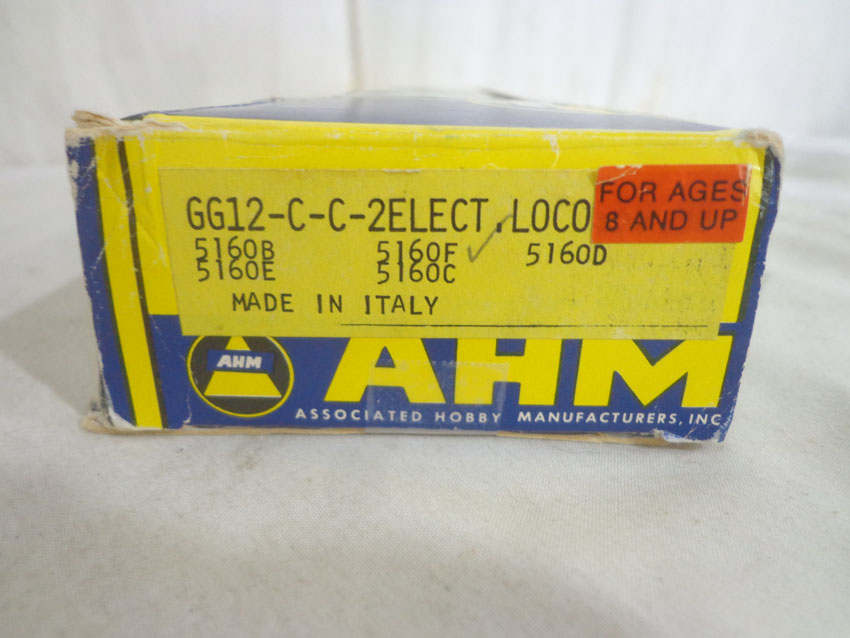 GG12-C-C-2ELECT.LOCO
FOR AGES
8 AND UP
5160B 5160F 5160D
5160E 5160C
MADE IN ITALY
AHM
AHM
ASSOCIATED HOBBY MANUFACTURERS, INC